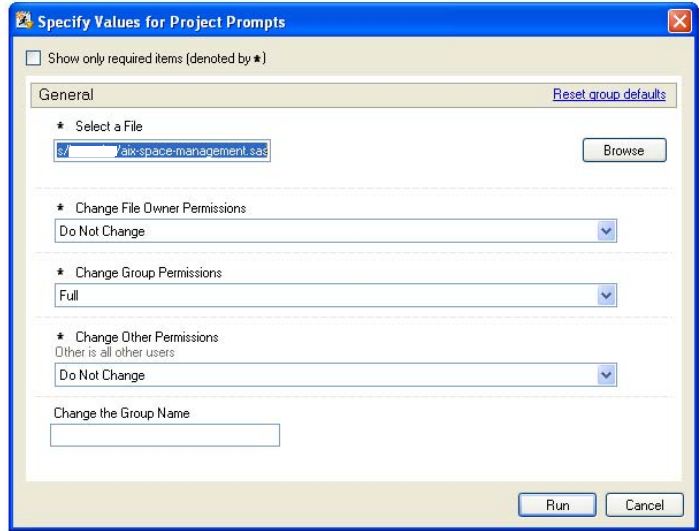 Specify Values for Project Prompts
Show only required items (denoted by *)
General
Reset group defaults
* Select a File
s/ /aix-space-management.sas
Browse
* Change File Owner Permissions
Do Not Change
* Change Group Permissions
Full
* Change Other Permissions
Other is all other users
Do Not Change
Change the Group Name
Run
Cancel